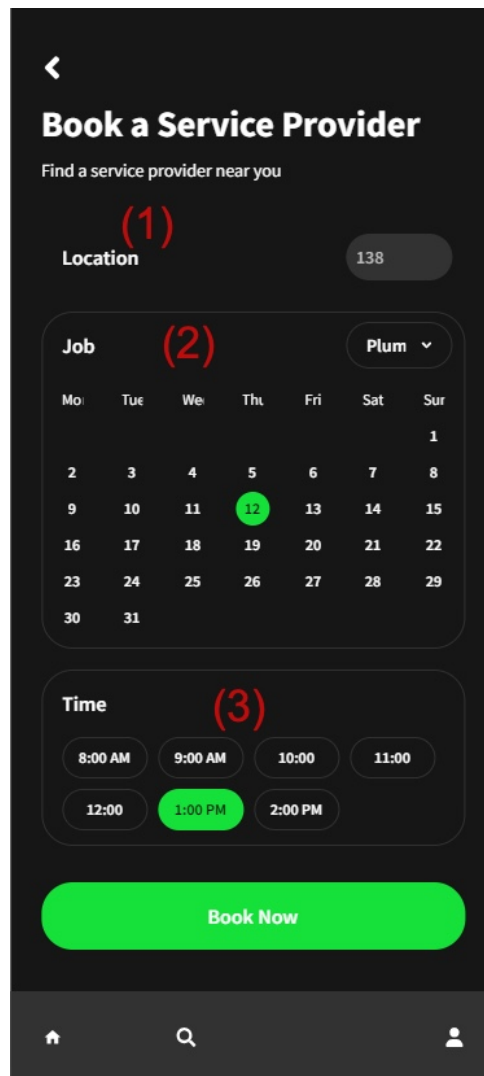 Book a Service Provider
Find a service provider near you
(1)
Location 138
Job (2) Plum
Mo Tue We Thu Fri Sat Sun
1
2 3 4 5 6 7 8
9 10 11 12 13 14 15
16 17 18 19 20 21 22
23 24 25 26 27 28 29
30 31
Time (3)
8:00 AM 9:00 AM 10:00 11:00
12:00 1:00 PM 2:00 PM
Book Now